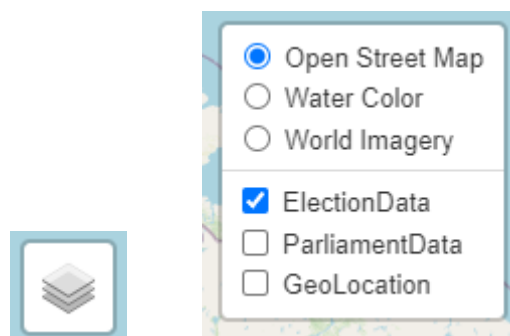 Open Street Map
Water Color
World Imagery
ElectionData
ParliamentData
GeoLocation